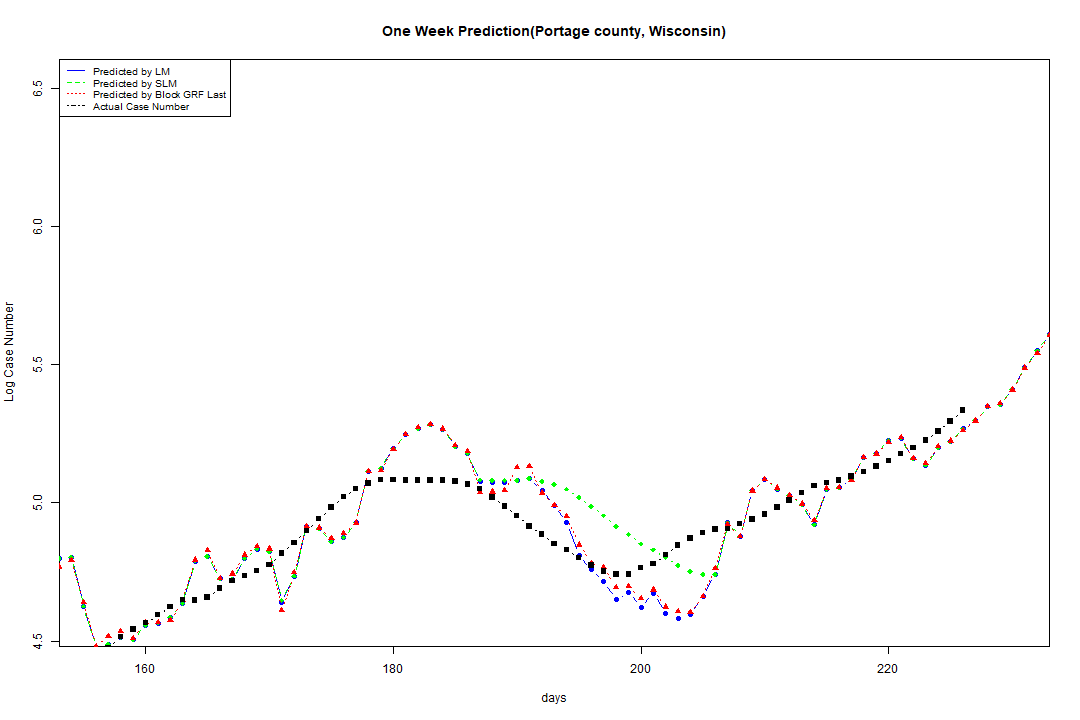 One Week Prediction(Portage county, Wisconsin)
Predicted by LM
Predicted by SLM
Predicted by Block GRF Last
Actual Case Number
6.5
6.0
5.5
5.0
4.5
Log Case Number
160 180 200 220
days